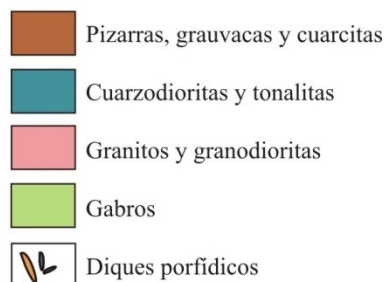 Pizarras, grauvacas y cuarcitas
Cuarzodioritas y tonalitas
Granitos y granodioritas
Gabros
Diques porfídicos